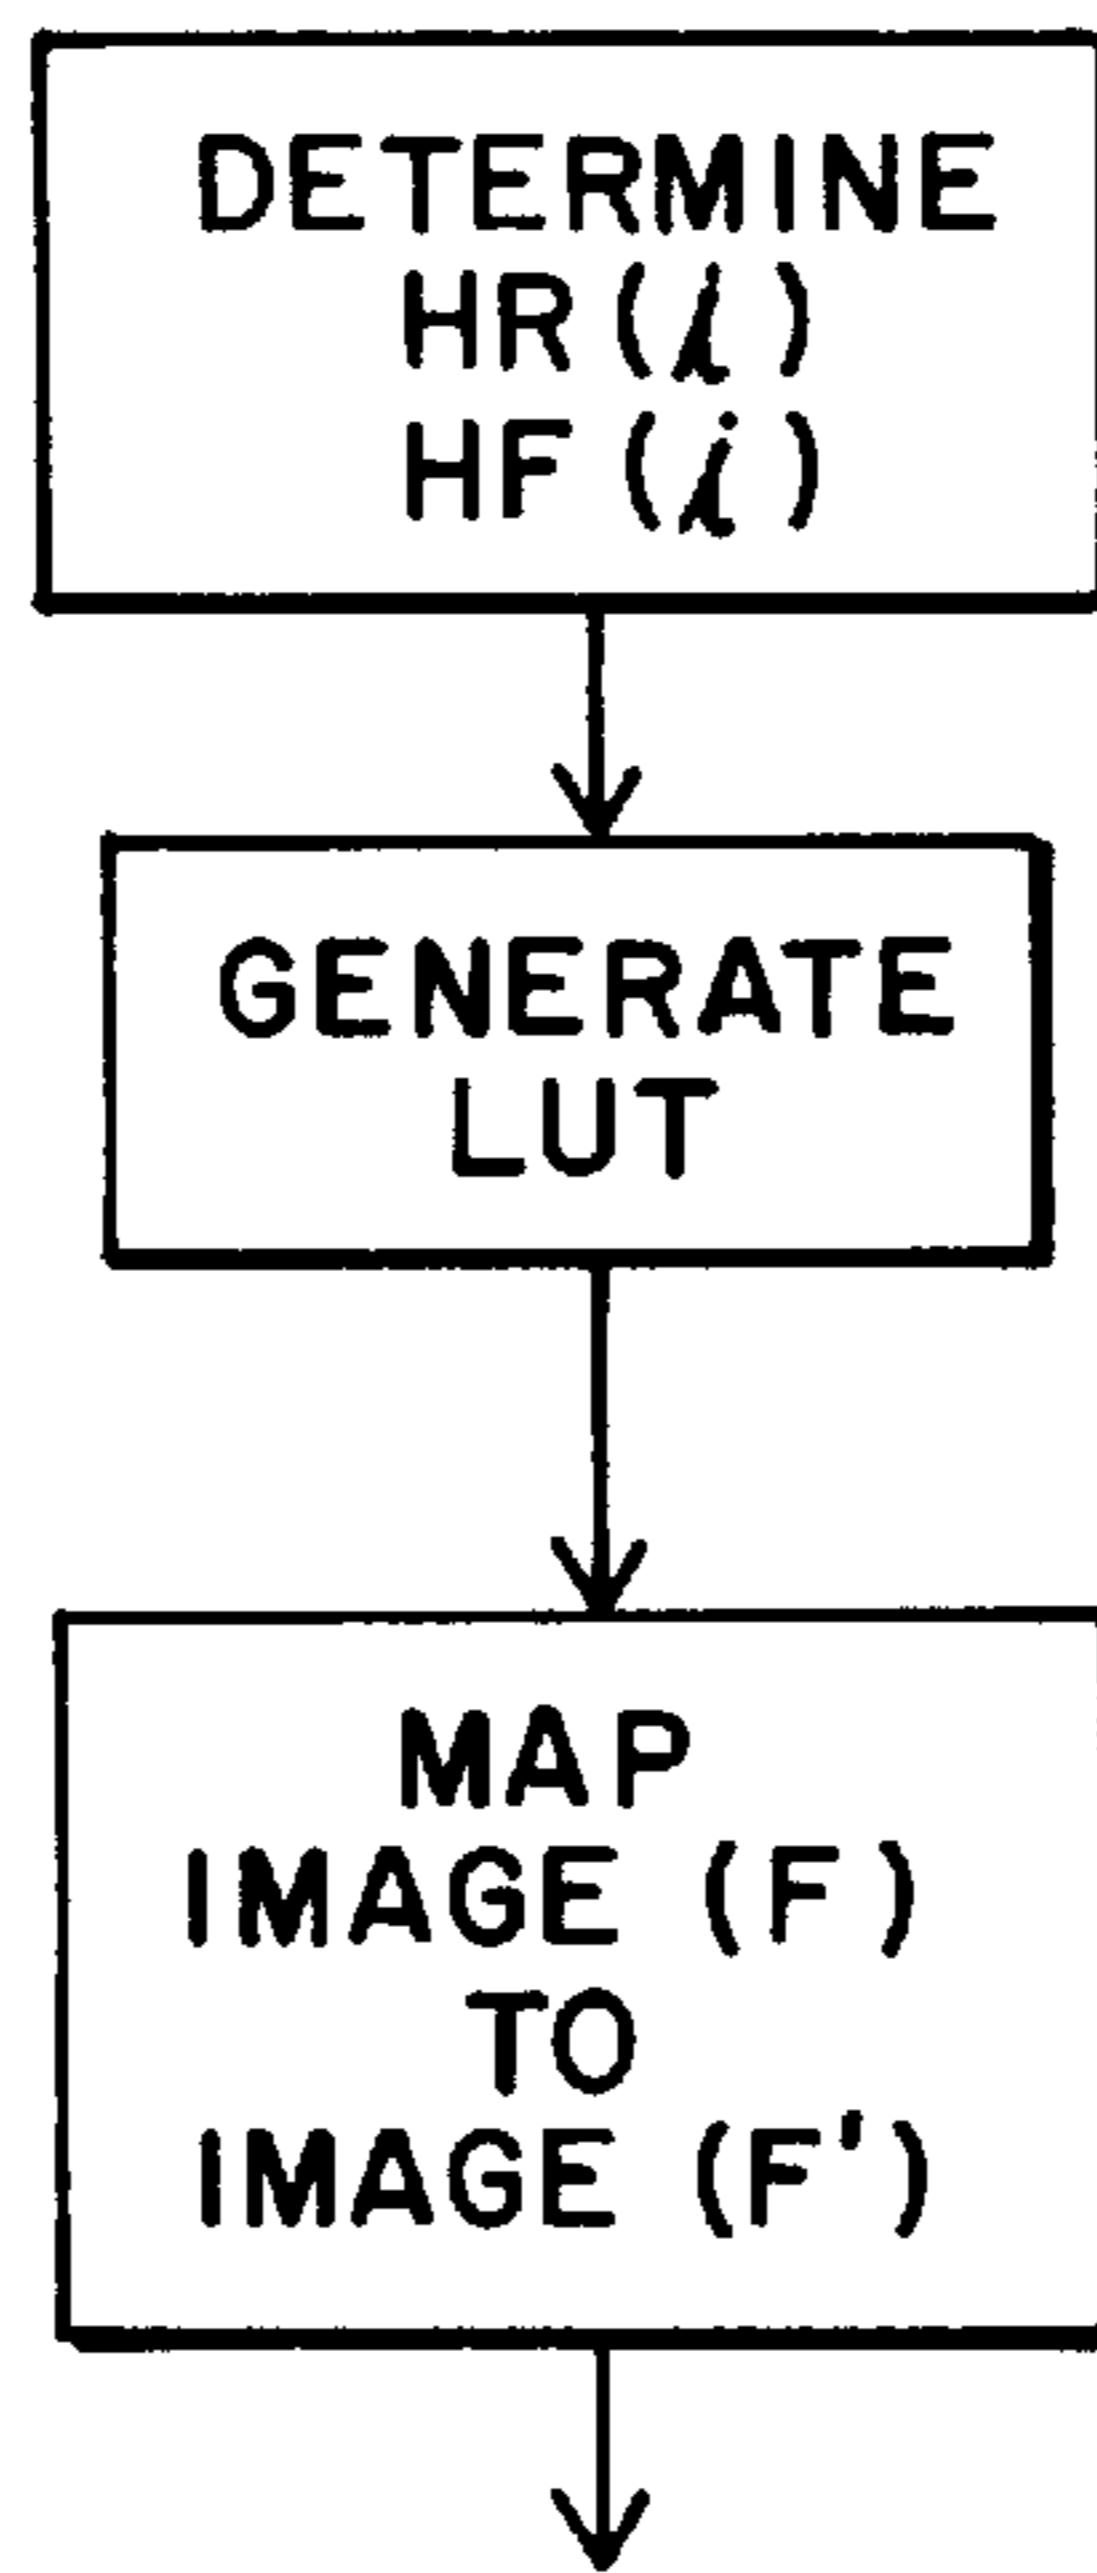 DETERMINE
HR (i)
HF (i)
GENERATE
LUT
MAP
IMAGE (F)
TO
IMAGE (F')